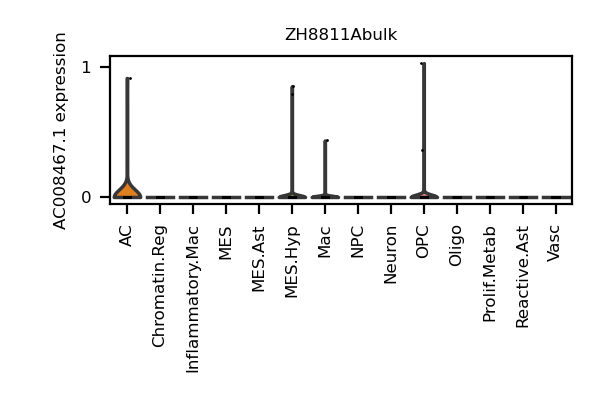 ZH8811Abulk
AC008467.1 expression
1
0
AC
Chromatin.Reg
Inflammatory.Mac
MES
MES.Ast
MES.Hyp
Mac
NPC
Neuron
OPC
Oligo
Prolif.Metab
Reactive.Ast
Vasc